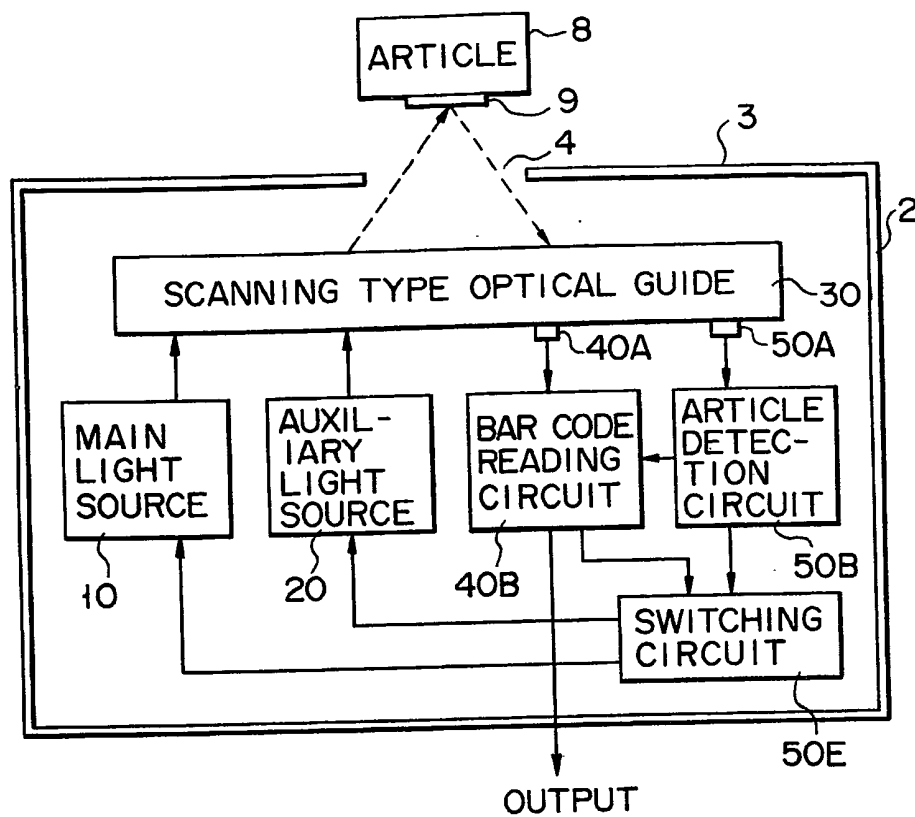 ARTICLE
8
9
4
3
2
SCANNING TYPE OPTICAL GUIDE
30
40A
50A
MAIN
LIGHT
SOURCE
10
AUXIL-
IARY
LIGHT
SOURCE
20
BAR CODE
READING
CIRCUIT
40B
ARTICLE
DETEC-
TION
CIRCUIT
50B
SWITCHING
CIRCUIT
50E
OUTPUT